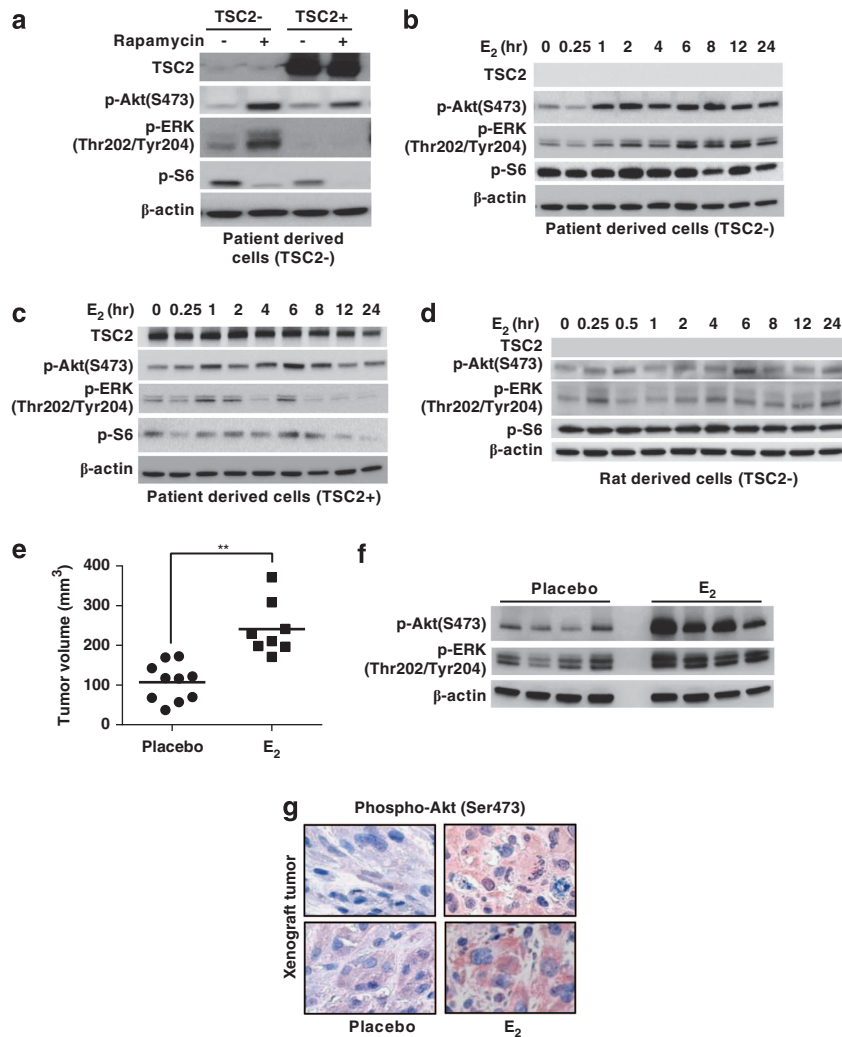 a
TSC2- TSC2+
Rapamycin - + - +
TSC2
p-Akt(S473)
p-ERK
(Thr202/Tyr204)
p-S6
β-actin
Patient derived
cells (TSC2-)
b
E2 (hr) 0 0.25 1 2 4 6 8 12 24
TSC2
p-Akt(S473)
p-ERK
(Thr202/Tyr204)
p-S6
β-actin
Patient derived cells (TSC2-)
c
E2 (hr) 0 0.25 1 2 4 6 8 12 24
TSC2
p-Akt(S473)
p-ERK
(Thr202/Tyr204)
p-S6
β-actin
Patient derived cells (TSC2+)
d
E2 (hr) 0 0.25 0.5 1 2 4 6 8 12 24
TSC2
p-Akt(S473)
p-ERK
(Thr202/Tyr204)
p-S6
β-actin
Rat derived cells (TSC2-)
e
**
Tumor volume (mm3)
400
300
200
100
0
Placebo E2
f
Placebo E2
p-Akt(S473)
p-ERK
(Thr202/Tyr204)
β-actin
g
Phospho-Akt (Ser473)
Xenograft tumor
Placebo E2